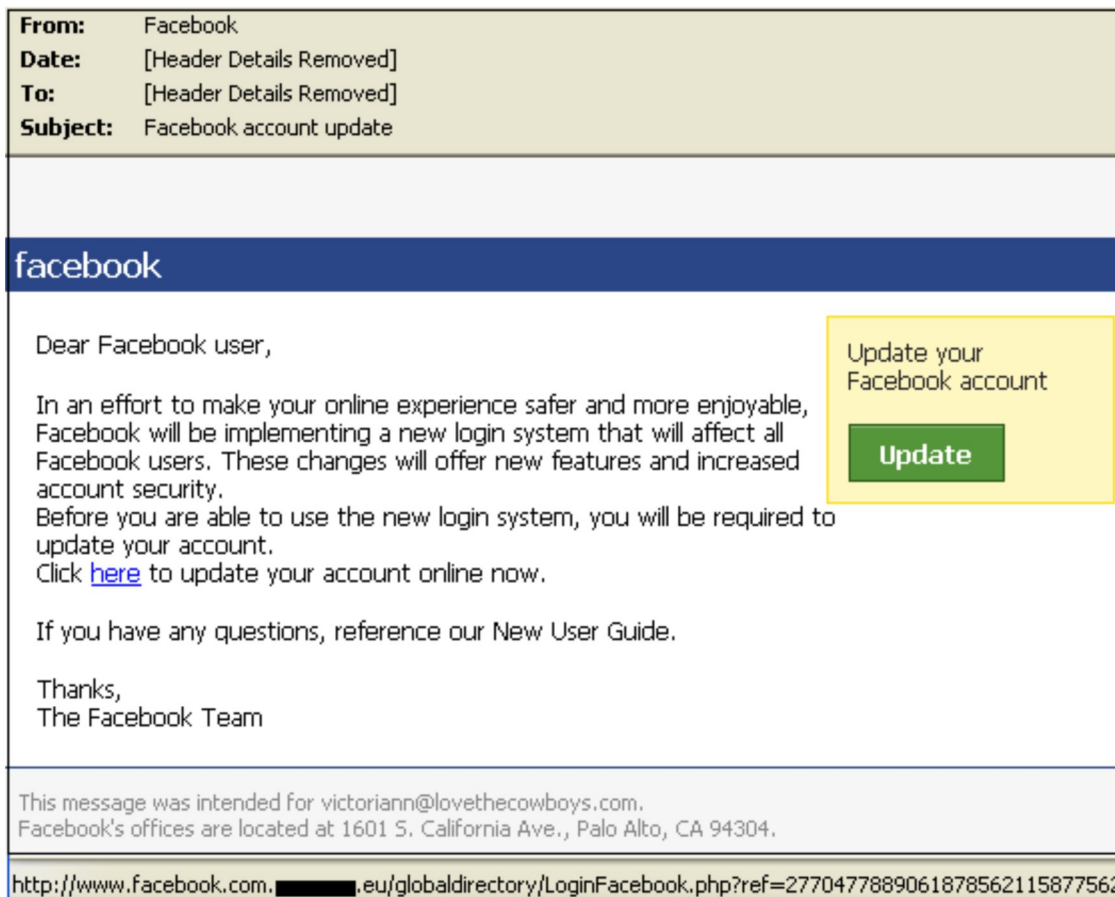 From: Facebook
Date: [Header Details Removed]
To: [Header Details Removed]
Subject: Facebook account update
facebook
Dear Facebook user,
In an effort to make your online experience safer and more enjoyable,
Facebook will be implementing a new login system that will affect all
Facebook users. These changes will offer new features and increased
account security.
Before you are able to use the new login system, you will be required to
update your account.
Click here to update your account online now.
If you have any questions, reference our New User Guide.
Thanks,
The Facebook Team
Update your
Facebook account
Update
This message was intended for victoriann@lovethecowboys.com.
Facebook's offices are located at 1601 S. California Ave., Palo Alto, CA 94304.
http://www.facebook.com. .eu/globaldirectory/LoginFacebook.php?ref=2770477889061878562115877562